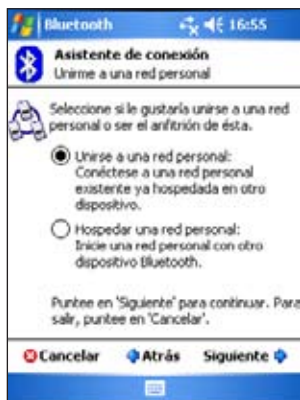 Bluetooth 16:55
Asistente de conexión
Unirme a una red personal
Seleccione si le gustaría unirse a una red
personal o ser el anfitrión de ésta.
Unirse a una red personal:
Conéctese a una red personal
existente ya hospedada en otro
dispositivo.
Hospedar una red personal:
Inicie una red personal con otro
dispositivo Bluetooth.
Puntee en 'Siguiente' para continuar. Para
salir, puntee en 'Cancelar'.
Cancelar Atrás Siguiente